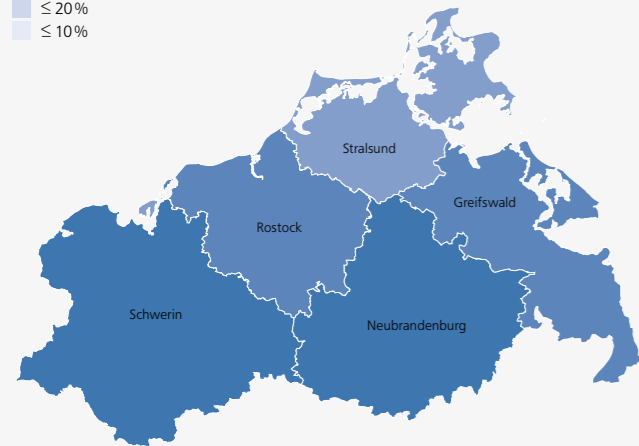 ≤ 20 %
≤ 10 %
Stralsund
Greifswald
Rostock
Schwerin
Neubrandenburg